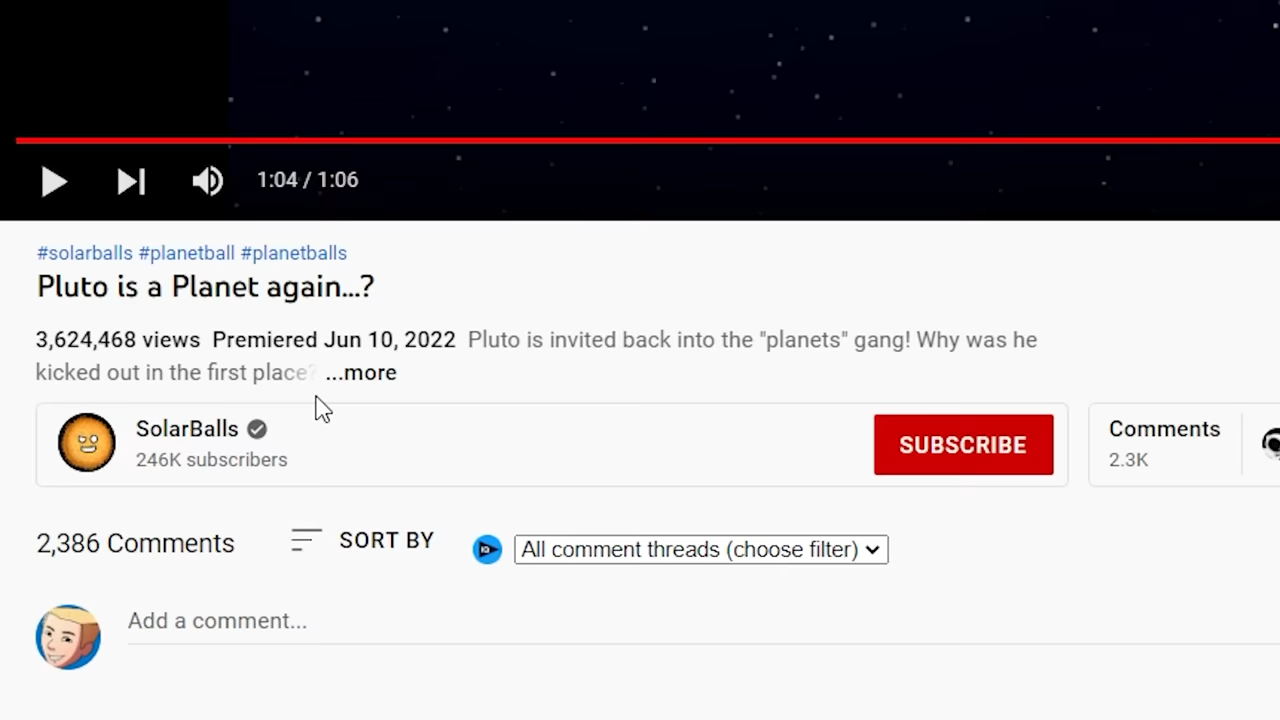 1:04 / 1:06
#solarballs #planetball #planetballs
Pluto is a Planet again...?
3,624,468 views Premiered Jun 10, 2022 Pluto is invited back into the "planets" gang! Why was he
kicked out in the first place? ...more
SolarBalls
246K subscribers
SUBSCRIBE
Comments
2.3K
2,386 Comments
SORT BY
All comment threads (choose filter)
Add a comment...